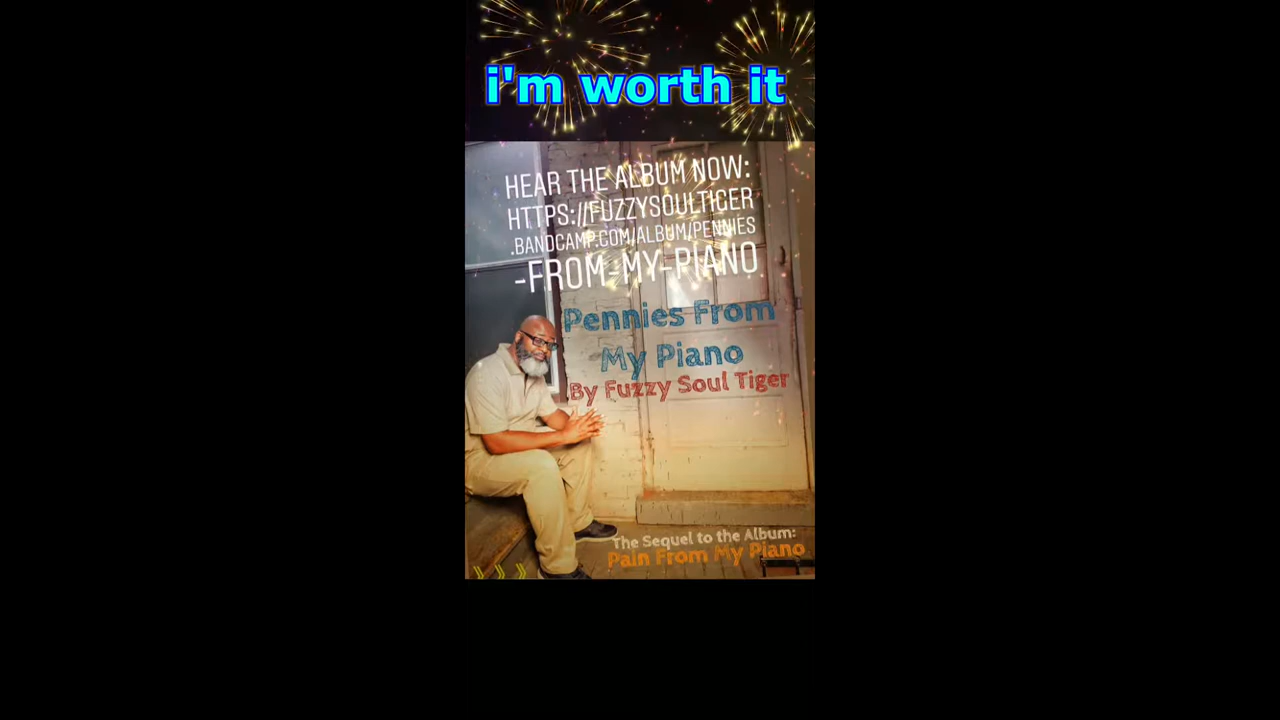 i'm worth it
HEAR THE ALBUM NOW:
HTTPS://FUZZYSOULTIGER
.BANDCAMP.COM/ALBUM/PENNIES
-FROM-MY-PIANO
Pennies From
My Piano
By Fuzzy Soul Tiger
The Sequel to the Album:
Pain From My Piano